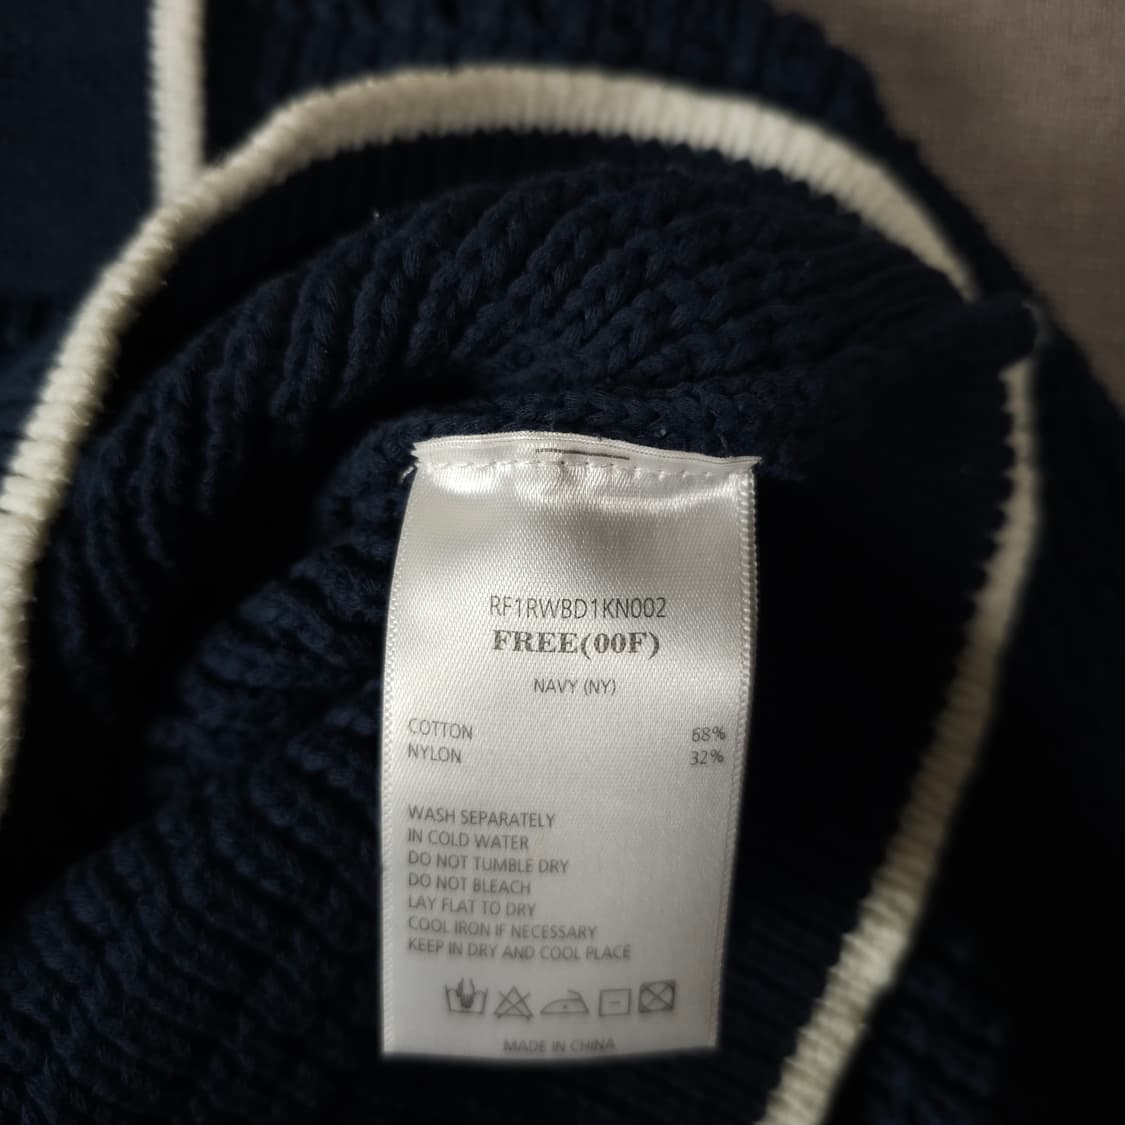 RF1RWBD1KN002
FREE(00F)
NAVY (NY)
COTTON 68%
NYLON 32%
WASH SEPARATELY
IN COLD WATER
DO NOT TUMBLE DRY
DO NOT BLEACH
LAY FLAT TO DRY
COOL IRON IF NECESSARY
KEEP IN DRY AND COOL PLACE
MADE IN CHINA